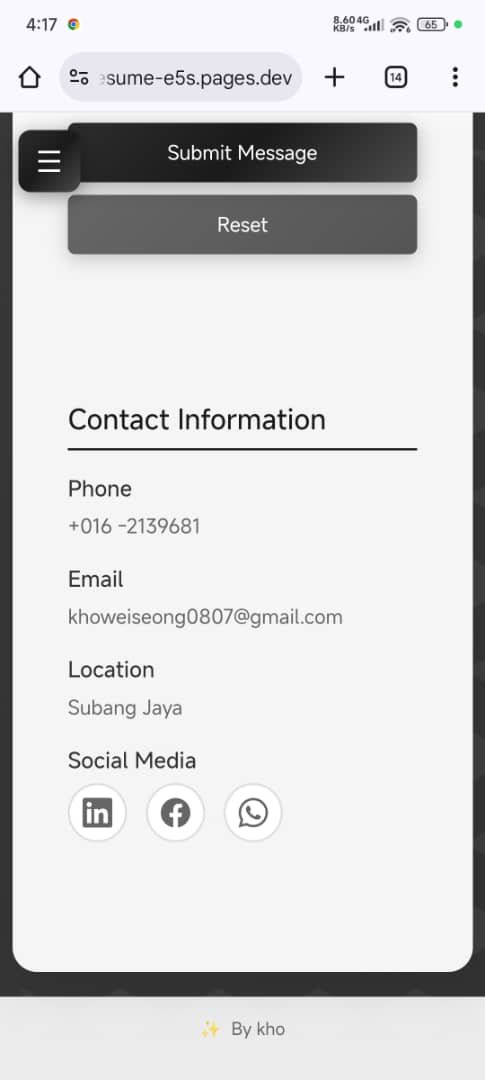 4:17
8.60 4G
KB/s
65
esume-e5s.pages.dev
14
Submit Message
Reset
Contact Information
Phone
+016 -2139681
Email
khoweiseong0807@gmail.com
Location
Subang Jaya
Social Media
in
✨ By kho